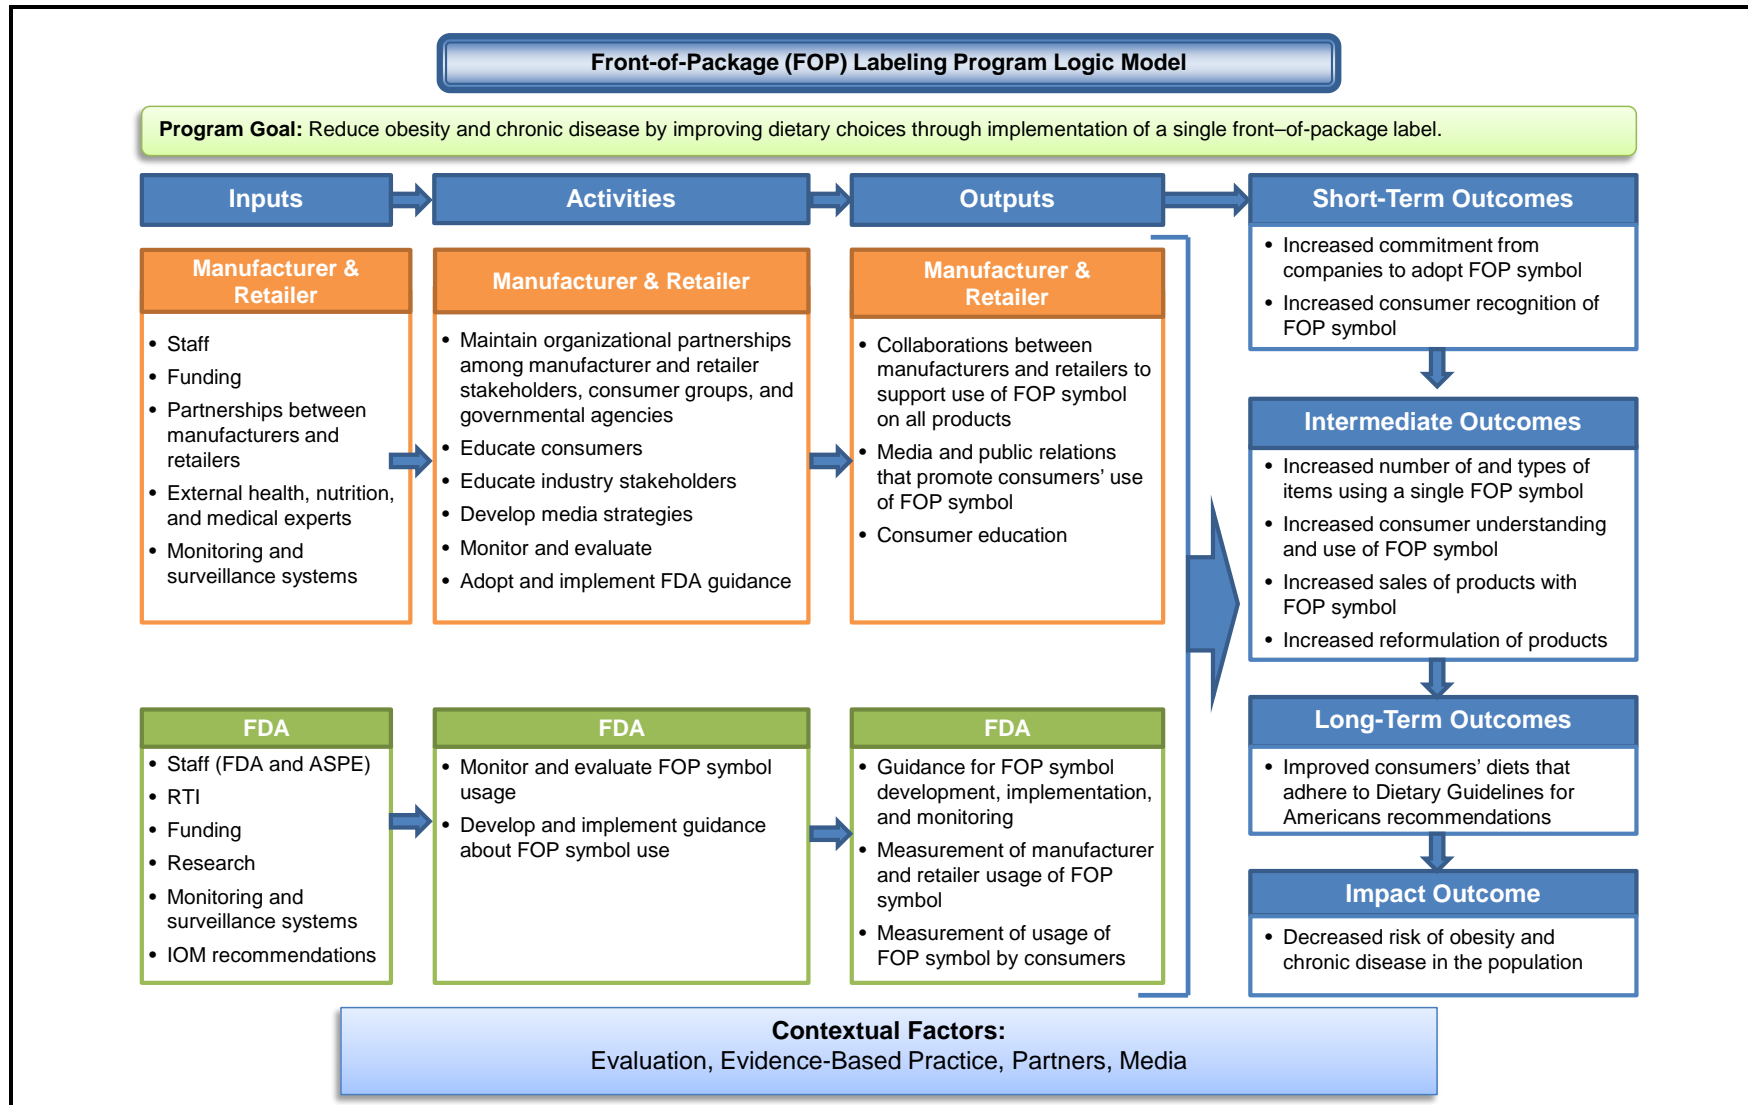 Front-of-Package (FOP) Labeling Program Logic Model
Program Goal: Reduce obesity and chronic disease by improving dietary choices through implementation of a single front–of-package label.
Inputs
Activities
Outputs
Short-Term Outcomes
• Increased commitment from
companies to adopt FOP symbol
• Increased consumer recognition of
FOP symbol
Manufacturer &
Retailer
• Staff
• Funding
• Partnerships between
manufacturers and
retailers
• External health, nutrition,
and medical experts
• Monitoring and
surveillance systems
Manufacturer & Retailer
• Maintain organizational partnerships
among manufacturer and retailer
stakeholders, consumer groups, and
governmental agencies
• Educate consumers
• Educate industry stakeholders
• Develop media strategies
• Monitor and evaluate
• Adopt and implement FDA guidance
Manufacturer &
Retailer
• Collaborations between
manufacturers and retailers to
support use of FOP symbol
on all products
• Media and public relations
that promote consumers’ use
of FOP symbol
• Consumer education
Intermediate Outcomes
• Increased number of and types of
items using a single FOP symbol
• Increased consumer understanding
and use of FOP symbol
• Increased sales of products with
FOP symbol
• Increased reformulation of products
FDA
• Staff (FDA and ASPE)
• RTI
• Funding
• Research
• Monitoring and
surveillance systems
• IOM recommendations
FDA
• Monitor and evaluate FOP symbol
usage
• Develop and implement guidance
about FOP symbol use
FDA
• Guidance for FOP symbol
development, implementation,
and monitoring
• Measurement of manufacturer
and retailer usage of FOP
symbol
• Measurement of usage of
FOP symbol by consumers
Long-Term Outcomes
• Improved consumers’ diets that
adhere to Dietary Guidelines for
Americans recommendations
Impact Outcome
• Decreased risk of obesity and
chronic disease in the population
Contextual Factors:
Evaluation, Evidence-Based Practice, Partners, Media